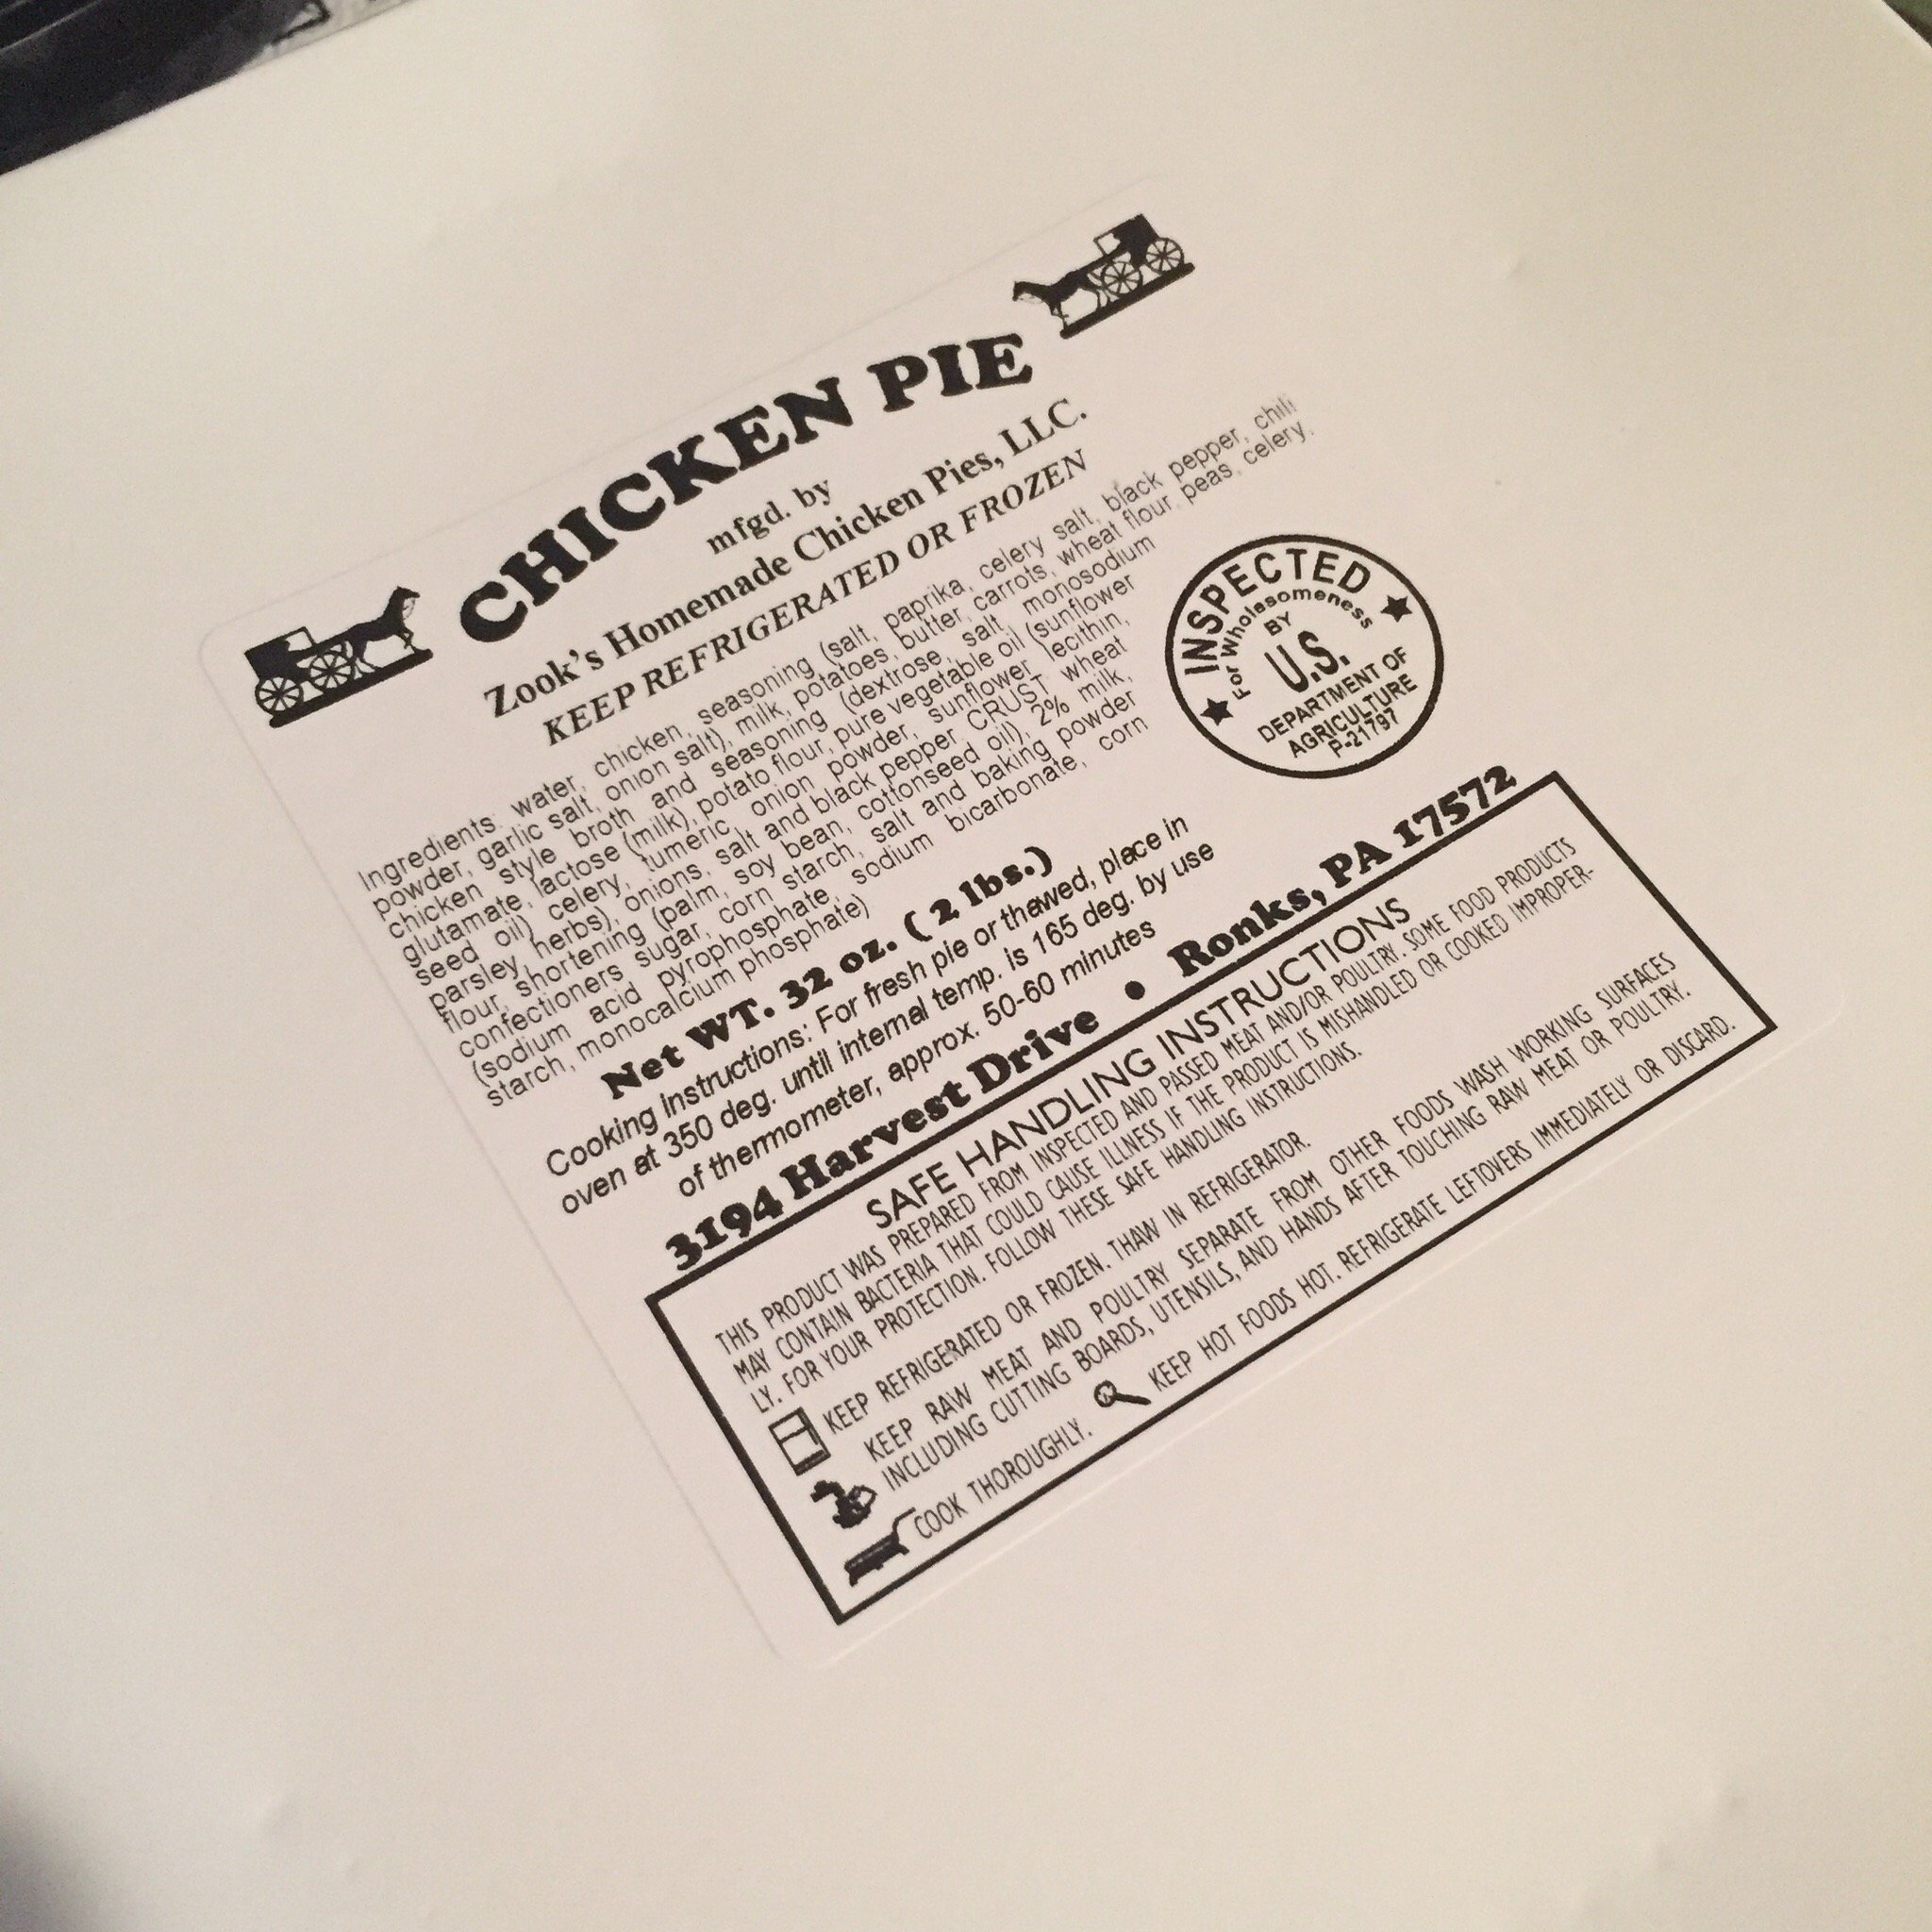 CHICKEN PIE
mfgd. by
Zook's Homemade Chicken Pies, LLC.
KEEP REFRIGERATED OR FROZEN
Ingredients: water, chicken, seasoning (salt, paprika, celery salt, black pepper, chili
powder, garlic salt, onion salt), milk, potatoes, butter, carrots, wheat flour, peas, celery,
chicken style broth and seasoning (dextrose, salt, monosodium
glutamate, lactose (milk), potato flour, pure vegetable oil (sunflower
seed oil) celery, tumeric, onion powder, sunflower lecithin,
parsley, herbs), onions, salt and black pepper. CRUST: wheat
flour, shortening (palm, soy bean, cottonseed oil), 2% milk,
confectioners sugar, corn starch, salt and baking powder
(sodium acid pyrophosphate, sodium bicarbonate, corn
starch, monocalcium phosphate)
INSPECTED
For Wholesomeness
BY
U.S.
DEPARTMENT OF
AGRICULTURE
P-21797
Net WT. 32 oz. ( 2 lbs.)
Cooking Instructions: For fresh pie or thawed, place in
oven at 350 deg. until internal temp. is 165 deg. by use
of thermometer, approx. 50-60 minutes
3194 Harvest Drive • Ronks, PA 17572
SAFE HANDLING INSTRUCTIONS
THIS PRODUCT WAS PREPARED FROM INSPECTED AND PASSED MEAT AND/OR POULTRY. SOME FOOD PRODUCTS
MAY CONTAIN BACTERIA THAT COULD CAUSE ILLNESS IF THE PRODUCT IS MISHANDLED OR COOKED IMPROPER-
LY. FOR YOUR PROTECTION. FOLLOW THESE SAFE HANDLING INSTRUCTIONS.
KEEP REFRIGERATED OR FROZEN. THAW IN REFRIGERATOR.
KEEP RAW MEAT AND POULTRY SEPARATE FROM OTHER FOODS WASH WORKING SURFACES
INCLUDING CUTTING BOARDS, UTENSILS, AND HANDS AFTER TOUCHING RAW MEAT OR POULTRY.
COOK THOROUGHLY. KEEP HOT FOODS HOT. REFRIGERATE LEFTOVERS IMMEDIATELY OR DISCARD.